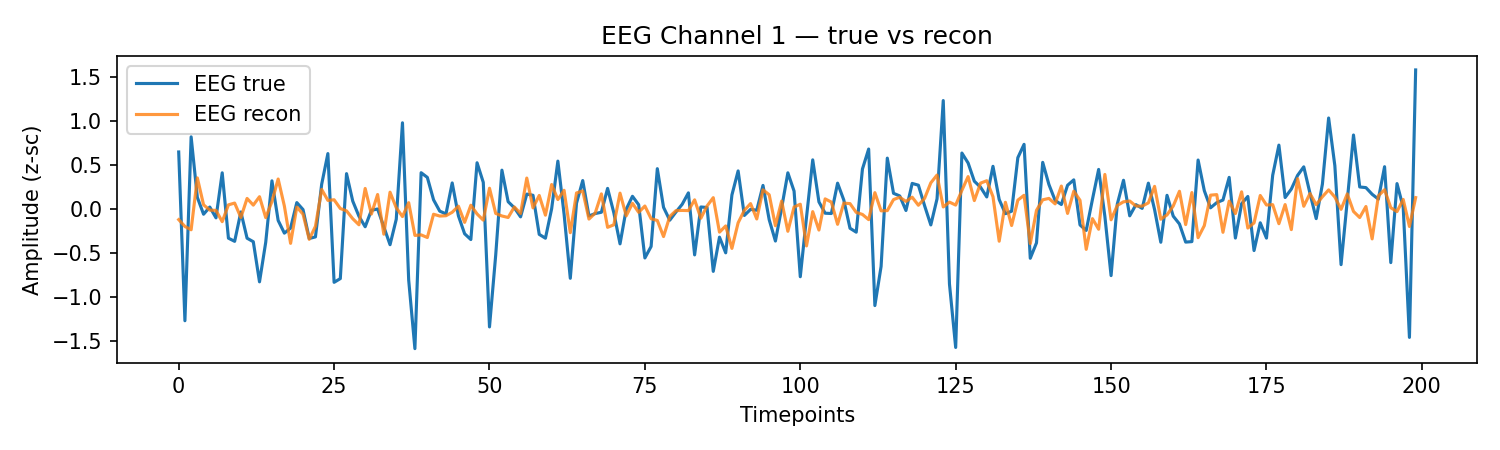 EEG Channel 1 — true vs recon
EEG true
EEG recon
Amplitude (z-sc)
1.5
1.0
0.5
0.0
−0.5
−1.0
−1.5
0 25 50 75 100 125 150 175 200
Timepoints